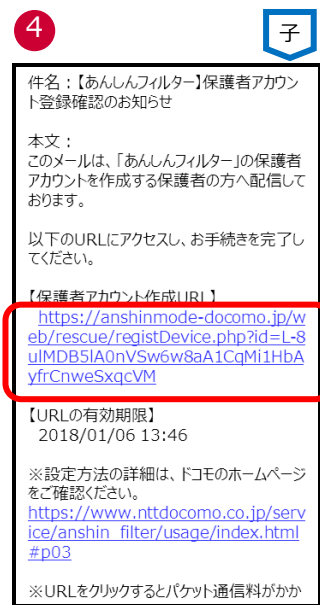 4
子
件名：【あんしんフィルター】保護者アカウン
ト登録確認のお知らせ
本文：
このメールは、「あんしんフィルター」の保護者
アカウントを作成する保護者の方へ配信して
おります。
以下のURLにアクセスし、お手続きを完了し
てください。
【保護者アカウント作成URL】
https://anshinmode-docomo.jp/w
eb/rescue/registDevice.php?id=L-8
ulMDB5lA0nVSw6w8aA1CqMi1HbA
yfrCnweSxqcVM
【URLの有効期限】
2018/01/06 13:46
※設定方法の詳細は、ドコモのホームページ
をご確認ください。
https://www.nttdocomo.co.jp/serv
ice/anshin_filter/usage/index.html
#p03
※URLをクリックするとパケット通信料がかか